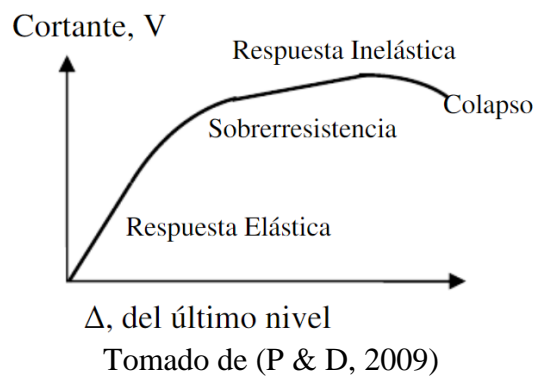 Cortante, V
Respuesta Inelástica
Colapso
Sobrerresistencia
Respuesta Elástica
Δ, del último nivel
Tomado de (P & D, 2009)